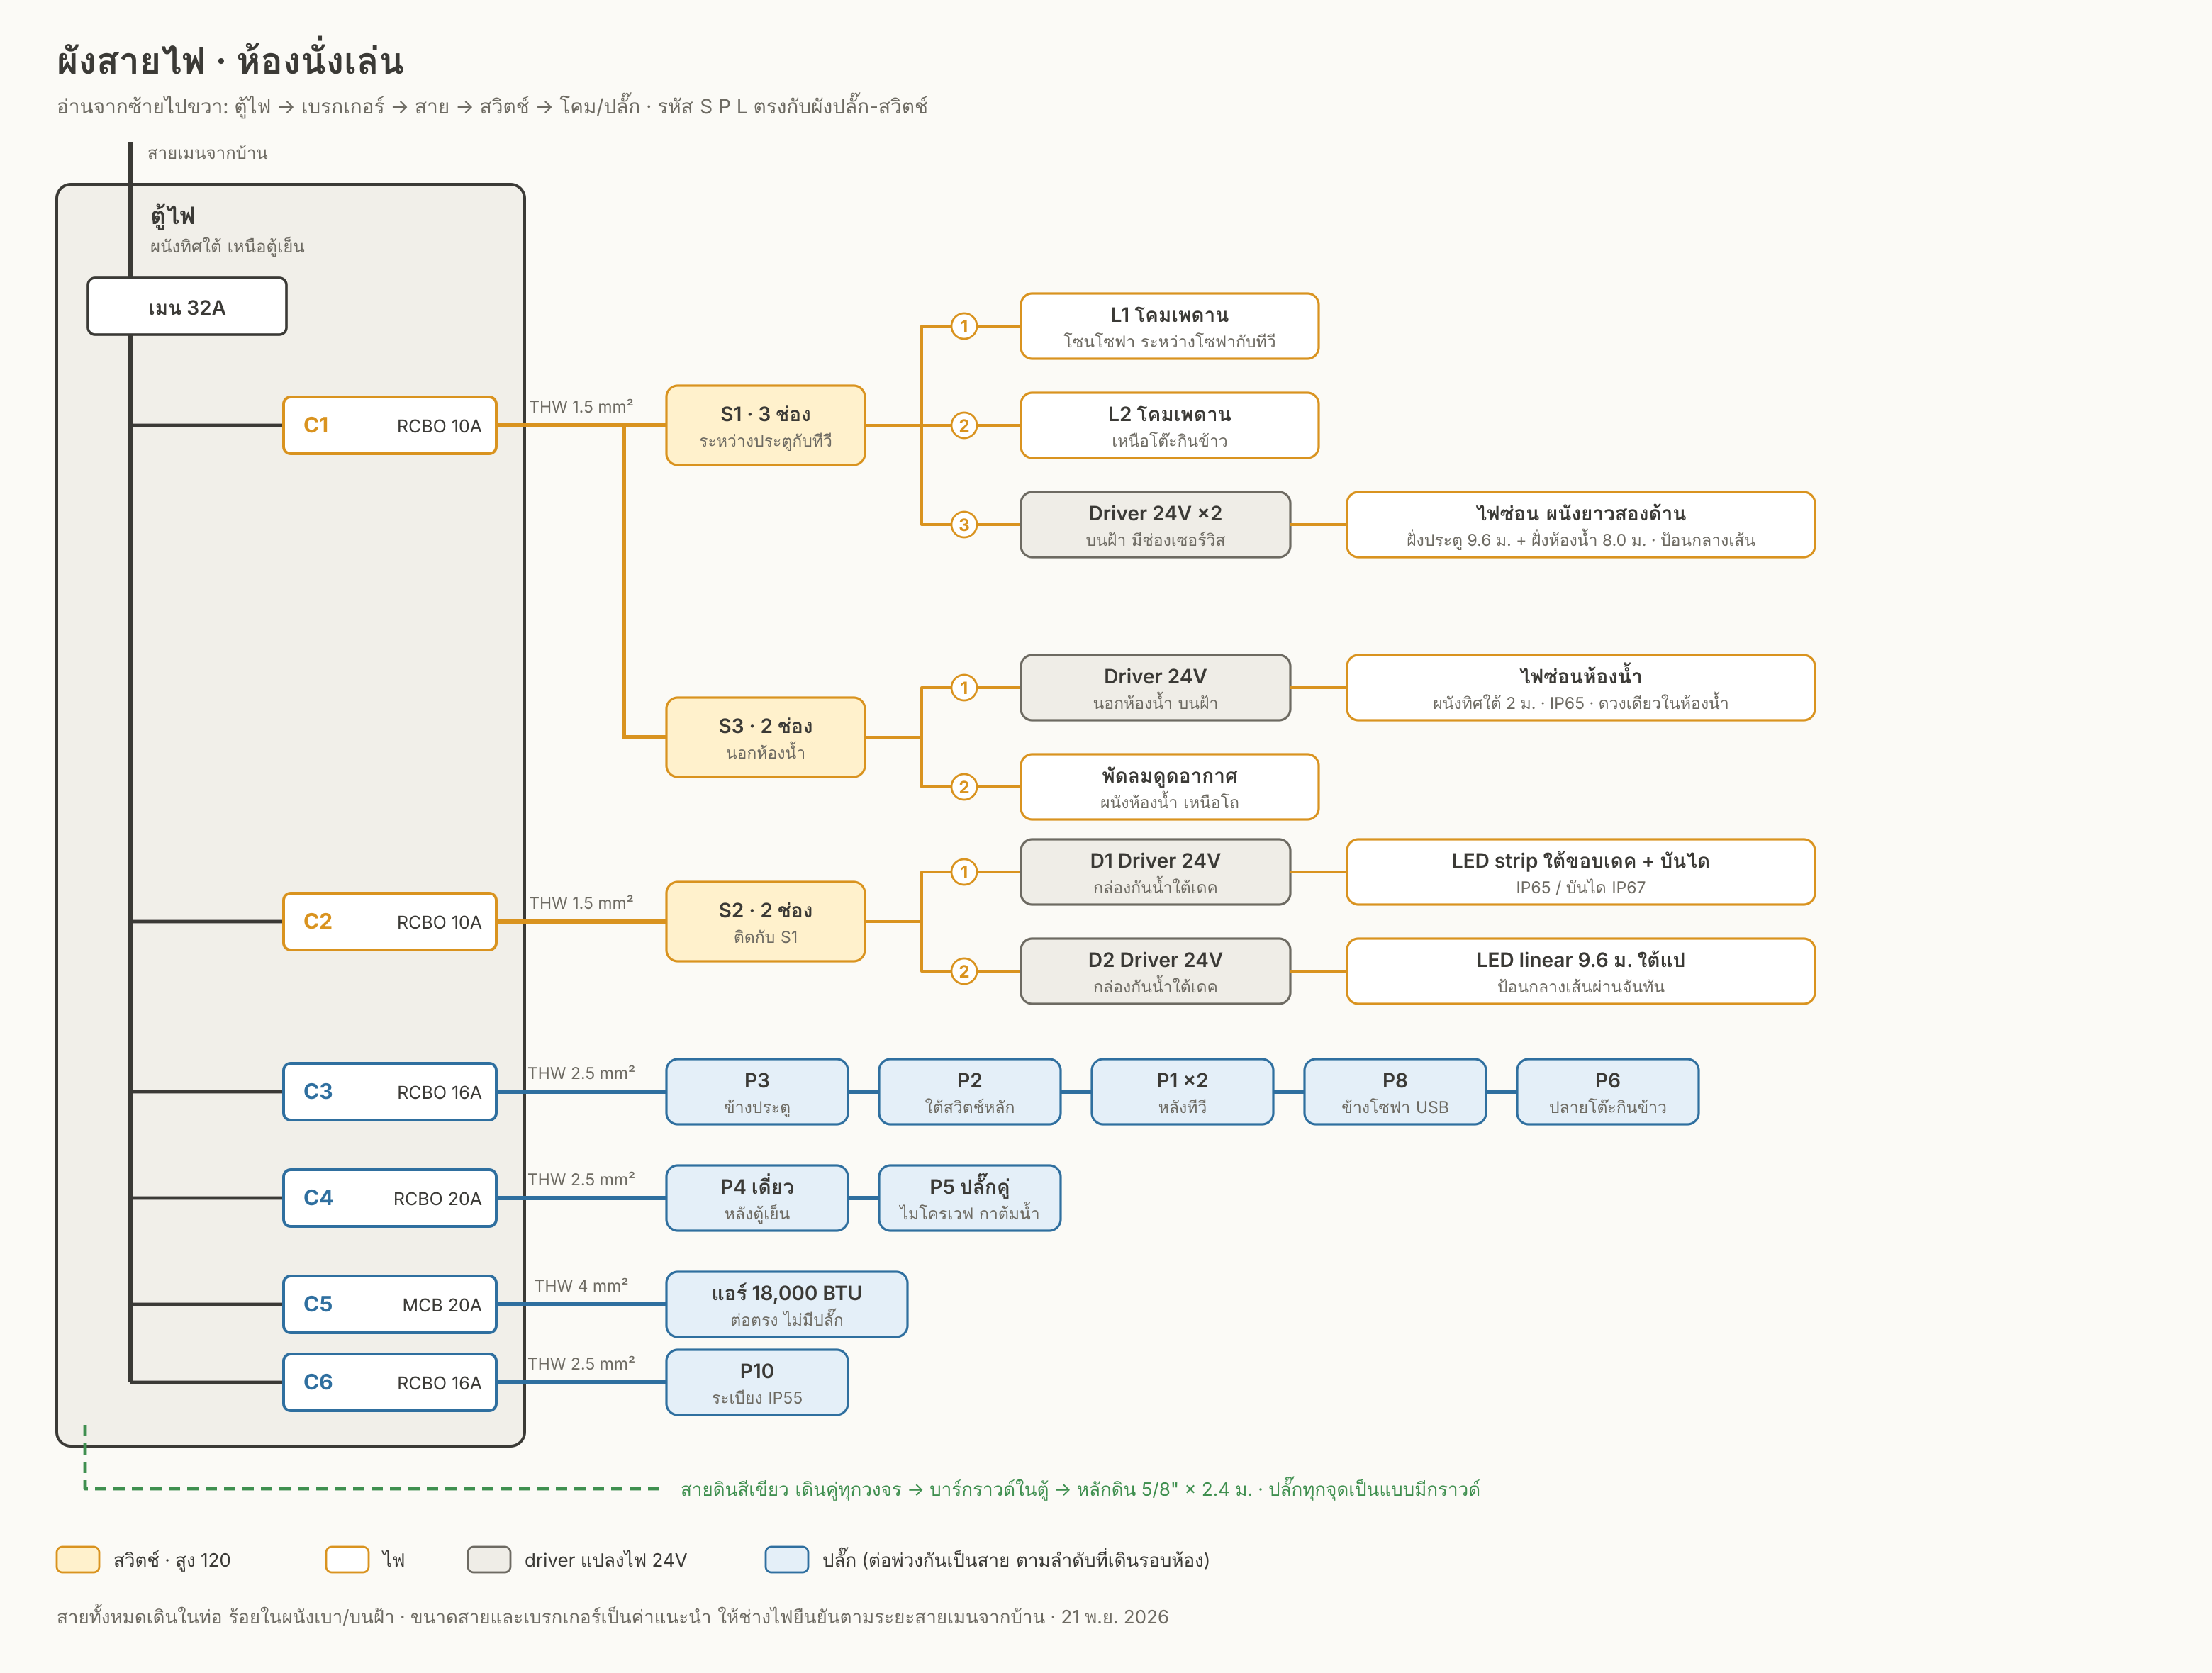 ผังสายไฟ · ห้องนั่งเล่น
อ่านจากซ้ายไปขวา: ตู้ไฟ → เบรกเกอร์ → สาย → สวิตช์ → โคม/ปลั๊ก · รหัส S P L ตรงกับผังปลั๊ก-สวิตช์
สายเมนจากบ้าน
ตู้ไฟ
ผนังทิศใต้ เหนือตู้เย็น
เมน 32A
C1 RCBO 10A
THW 1.5 mm²
S1 · 3 ช่อง
ระหว่างประตูกับทีวี
1
L1 โคมเพดาน
โซนโซฟา ระหว่างโซฟากับทีวี
2
L2 โคมเพดาน
เหนือโต๊ะกินข้าว
3
Driver 24V ×2
บนฝ้า มีช่องเซอร์วิส
ไฟซ่อน ผนังยาวสองด้าน
ฝั่งประตู 9.6 ม. + ฝั่งห้องน้ำ 8.0 ม. · ป้อนกลางเส้น
S3 · 2 ช่อง
นอกห้องน้ำ
1
Driver 24V
นอกห้องน้ำ บนฝ้า
ไฟซ่อนห้องน้ำ
ผนังทิศใต้ 2 ม. · IP65 · ดวงเดียวในห้องน้ำ
2
พัดลมดูดอากาศ
ผนังห้องน้ำ เหนือโถ
C2 RCBO 10A
THW 1.5 mm²
S2 · 2 ช่อง
ติดกับ S1
1
D1 Driver 24V
กล่องกันน้ำใต้เดค
LED strip ใต้ขอบเดค + บันได
IP65 / บันได IP67
2
D2 Driver 24V
กล่องกันน้ำใต้เดค
LED linear 9.6 ม. ใต้แป
ป้อนกลางเส้นผ่านจันทัน
C3 RCBO 16A
THW 2.5 mm²
P3
ข้างประตู
P2
ใต้สวิตช์หลัก
P1 ×2
หลังทีวี
P8
ข้างโซฟา USB
P6
ปลายโต๊ะกินข้าว
C4 RCBO 20A
THW 2.5 mm²
P4 เดี่ยว
หลังตู้เย็น
P5 ปลั๊กคู่
ไมโครเวฟ กาต้มน้ำ
C5 MCB 20A
THW 4 mm²
แอร์ 18,000 BTU
ต่อตรง ไม่มีปลั๊ก
C6 RCBO 16A
THW 2.5 mm²
P10
ระเบียง IP55
สายดินสีเขียว เดินคู่ทุกวงจร → บาร์กราวด์ในตู้ → หลักดิน 5/8" × 2.4 ม. · ปลั๊กทุกจุดเป็นแบบมีกราวด์
สวิตช์ · สูง 120
ไฟ
driver แปลงไฟ 24V
ปลั๊ก (ต่อพ่วงกันเป็นสาย ตามลำดับที่เดินรอบห้อง)
สายทั้งหมดเดินในท่อ ร้อยในผนังเบา/บนฝ้า · ขนาดสายและเบรกเกอร์เป็นค่าแนะนำ ให้ช่างไฟยืนยันตามระยะสายเมนจากบ้าน · 21 พ.ย. 2026